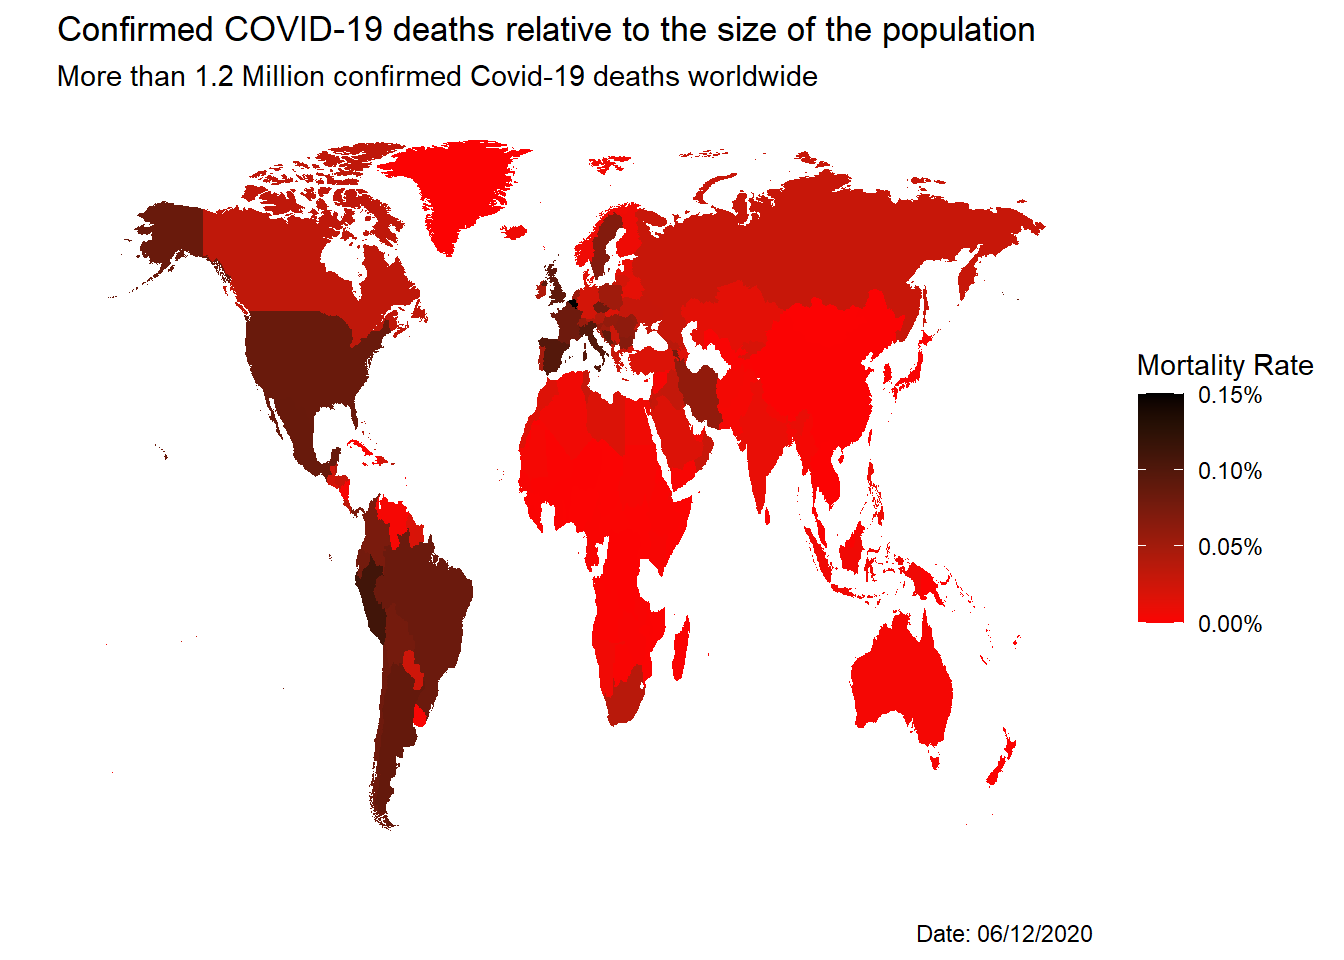 Confirmed COVID-19 deaths relative to the size of the population
More than 1.2 Million confirmed Covid-19 deaths worldwide
Mortality Rate
0.15%
0.10%
0.05%
0.00%
Date: 06/12/2020